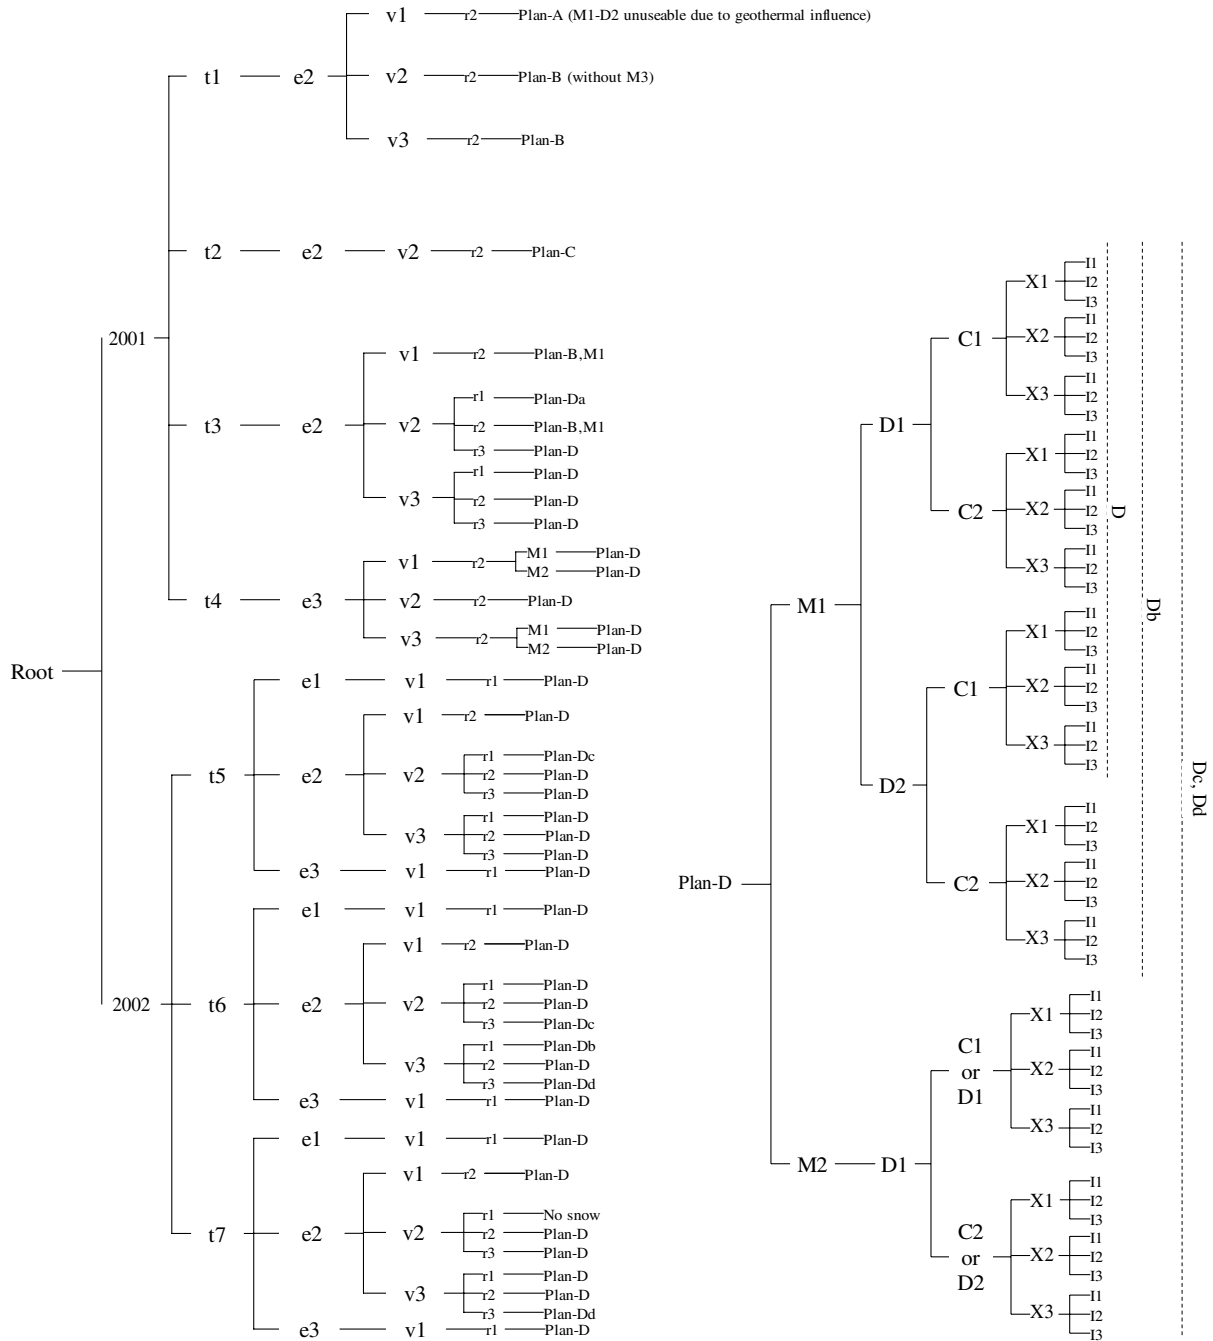 Root
2001
t1
e2
v1
r2
Plan-A (M1-D2 unuseable due to geothermal influence)
v2
r2
Plan-B (without M3)
v3
r2
Plan-B
t2
e2
v2
r2
Plan-C
t3
e2
v1
r2
Plan-B,M1
v2
r1
Plan-Da
r2
Plan-B,M1
r3
Plan-D
v3
r1
Plan-D
r2
Plan-D
r3
Plan-D
t4
e3
v1
r2
M1
Plan-D
M2
Plan-D
v2
r2
Plan-D
v3
r2
M1
Plan-D
M2
Plan-D
2002
t5
e1
v1
r1
Plan-D
e2
v1
r2
Plan-D
v2
r1
Plan-Dc
r2
Plan-D
r3
Plan-D
v3
r1
Plan-D
r2
Plan-D
r3
Plan-D
e3
v1
r1
Plan-D
t6
e1
v1
r1
Plan-D
e2
v1
r2
Plan-D
v2
r1
Plan-D
r2
Plan-D
r3
Plan-Dc
v3
r1
Plan-Db
r2
Plan-D
r3
Plan-Dd
e3
v1
r1
Plan-D
t7
e1
v1
r1
Plan-D
e2
v1
r2
Plan-D
v2
r1
No snow
r2
Plan-D
r3
Plan-D
v3
r1
Plan-D
r2
Plan-D
r3
Plan-Dd
e3
v1
r1
Plan-D
Plan-D
M1
D1
C1
X1
I1
I2
I3
X2
I1
I2
I3
X3
I1
I2
I3
C2
X1
I1
I2
I3
X2
I1
I2
I3
X3
I1
I2
I3
D2
C1
X1
I1
I2
I3
X2
I1
I2
I3
X3
I1
I2
I3
C2
X1
I1
I2
I3
X2
I1
I2
I3
X3
I1
I2
I3
M2
D1
C1
or
D1
X1
I1
I2
I3
X2
I1
I2
I3
X3
I1
I2
I3
C2
or
D2
X1
I1
I2
I3
X2
I1
I2
I3
X3
I1
I2
I3
D
Db
Dc, Dd